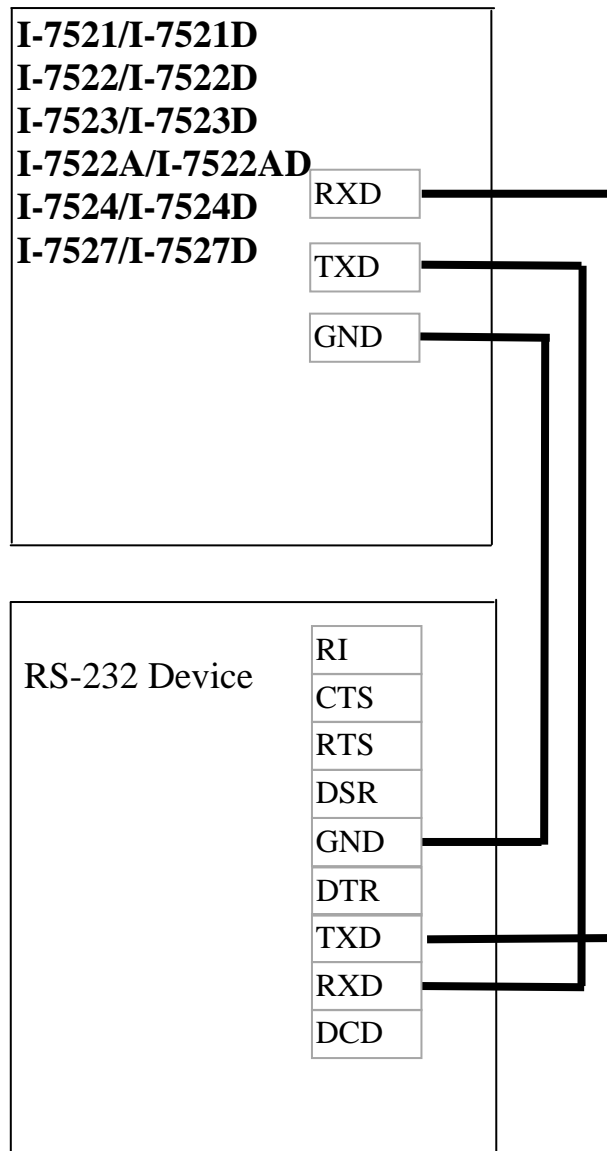 I-7521/I-7521D
I-7522/I-7522D
I-7523/I-7523D
I-7522A/I-7522AD
I-7524/I-7524D
I-7527/I-7527D
RXD
TXD
GND
RS-232 Device
RI
CTS
RTS
DSR
GND
DTR
TXD
RXD
DCD